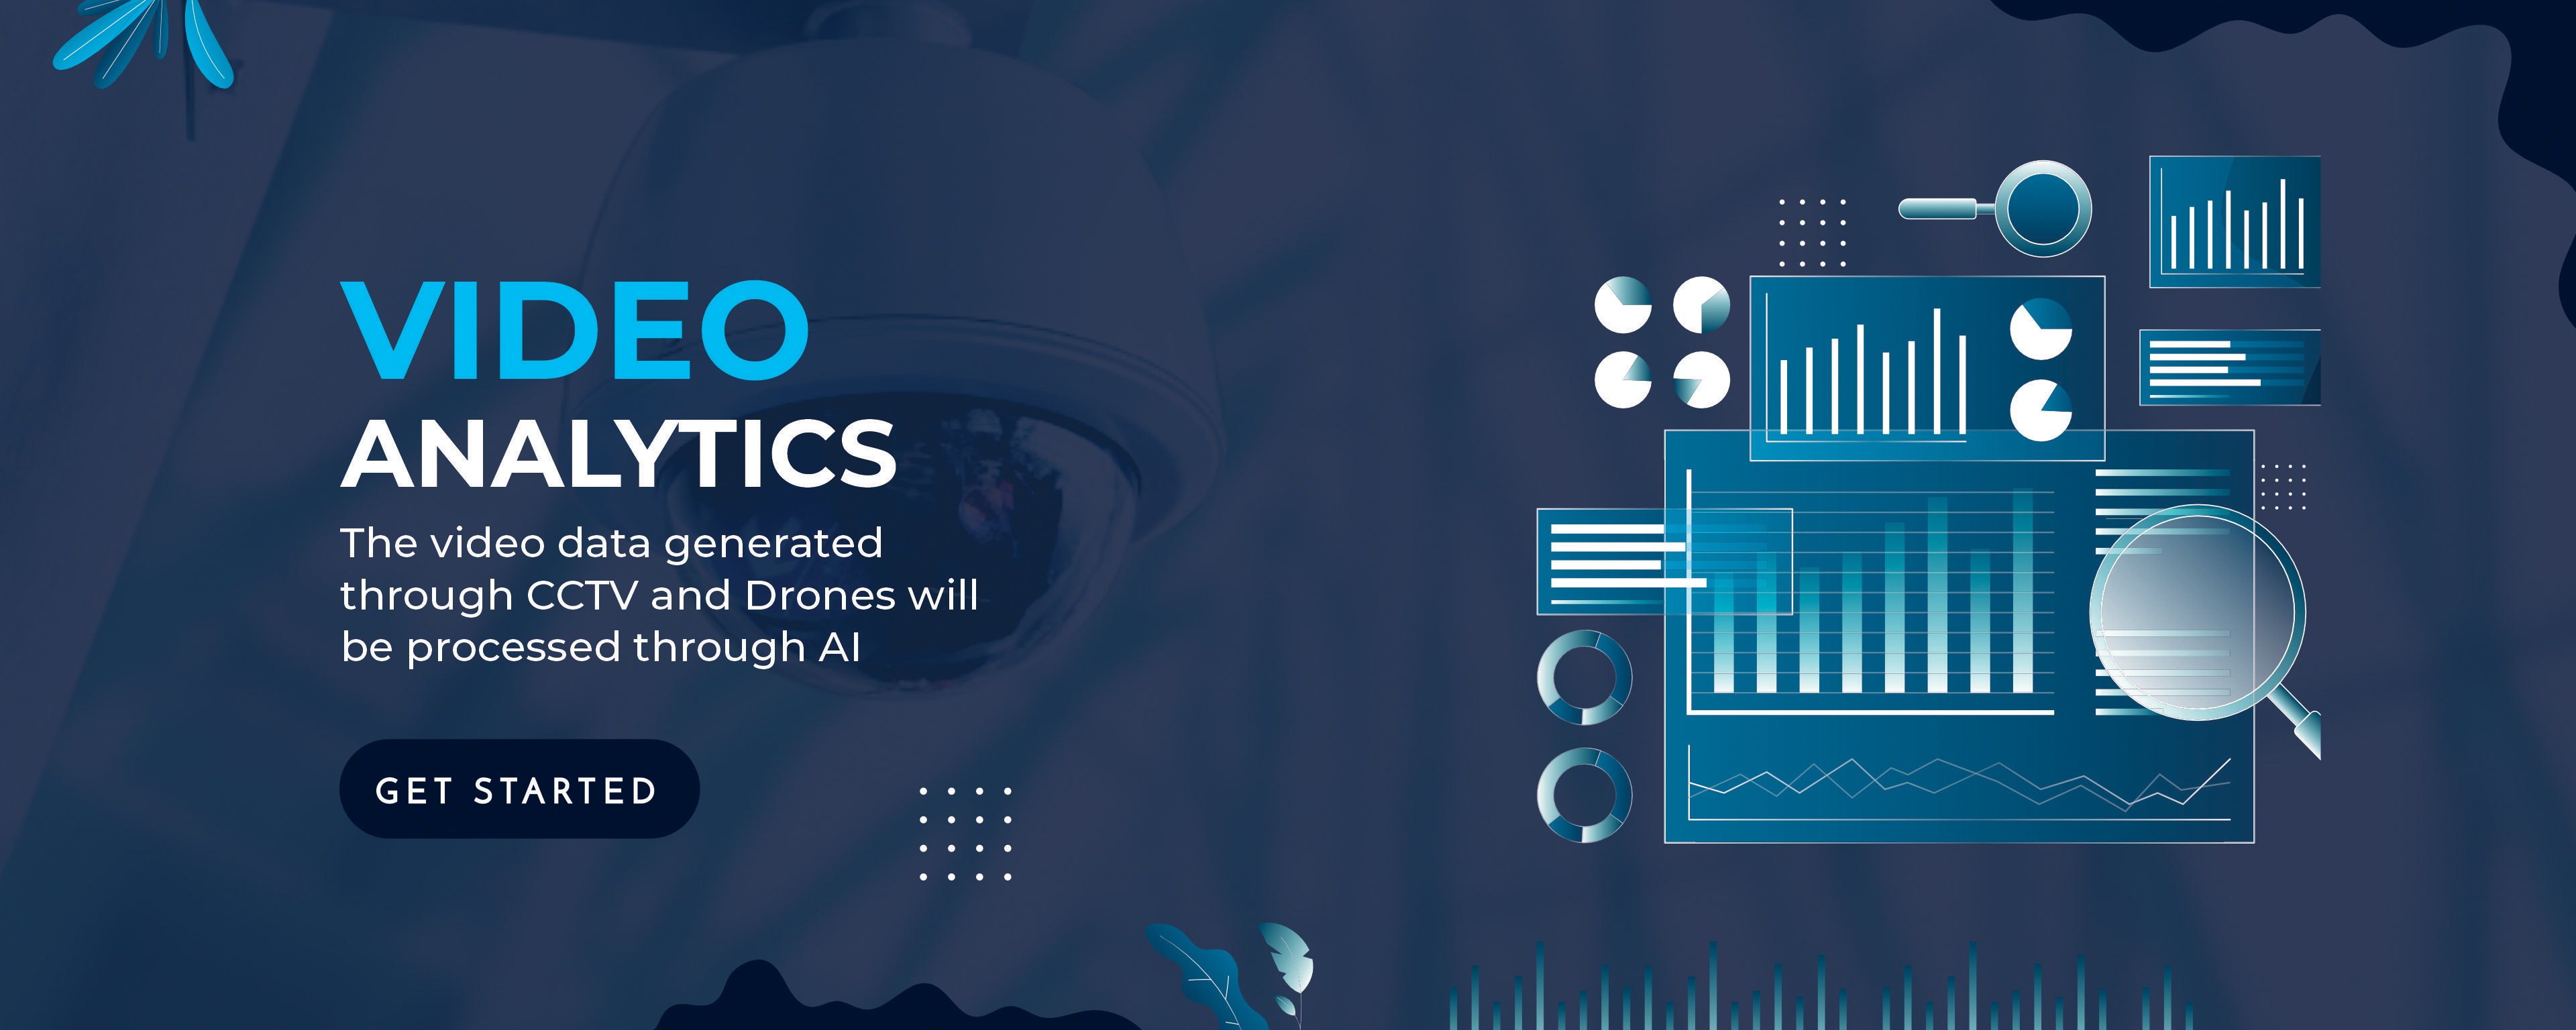 VIDEO
ANALYTICS
The video data generated
through CCTV and Drones will
be processed through AI
GET STARTED